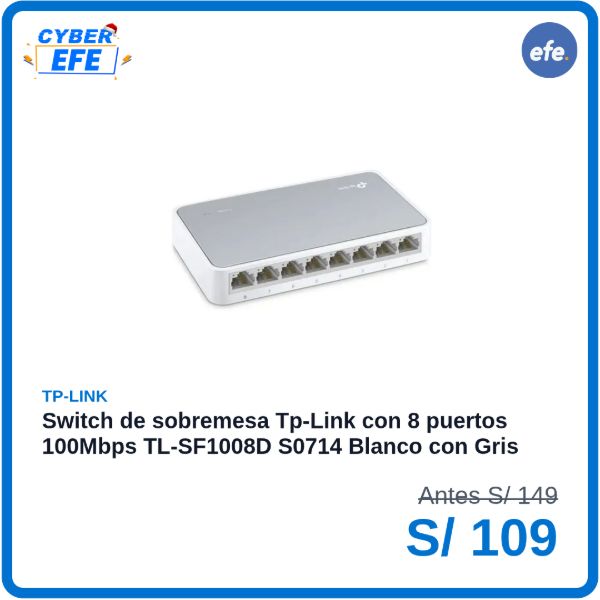 CYBER
EFE
efe.
TP-LINK
Switch de sobremesa Tp-Link con 8 puertos
100Mbps TL-SF1008D S0714 Blanco con Gris
Antes S/ 149
S/ 109